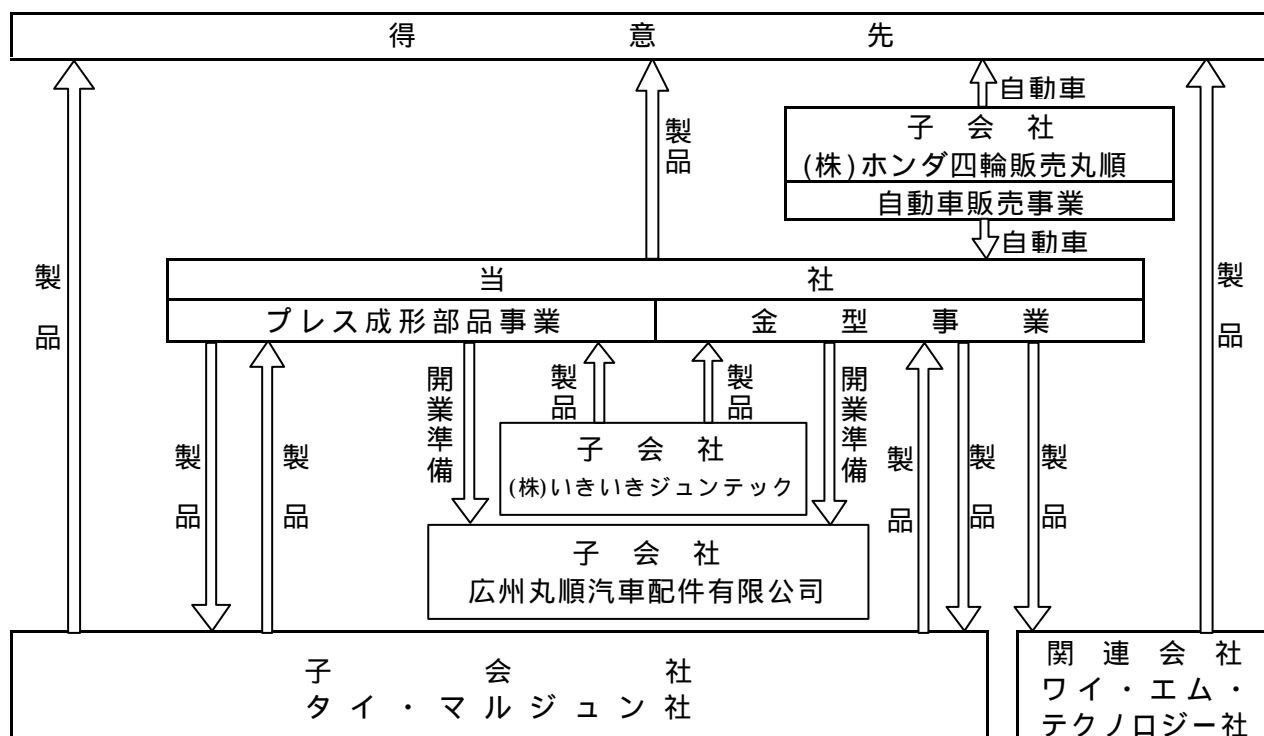 得意先
自動車
子会社
(株)ホンダ四輪販売丸順
自動車販売事業
自動車
製品
製品
製品
当社
プレス成形部品事業
金型事業
製品
製品
開業準備
製品
製品
開業準備
製品
製品
製品
子会社
(株)いきいきジュンテック
子会社
広州丸順汽車配件有限公司
子会社
タイ・マルジュン社
関連会社
ワイ・エム・
テクノロジー社